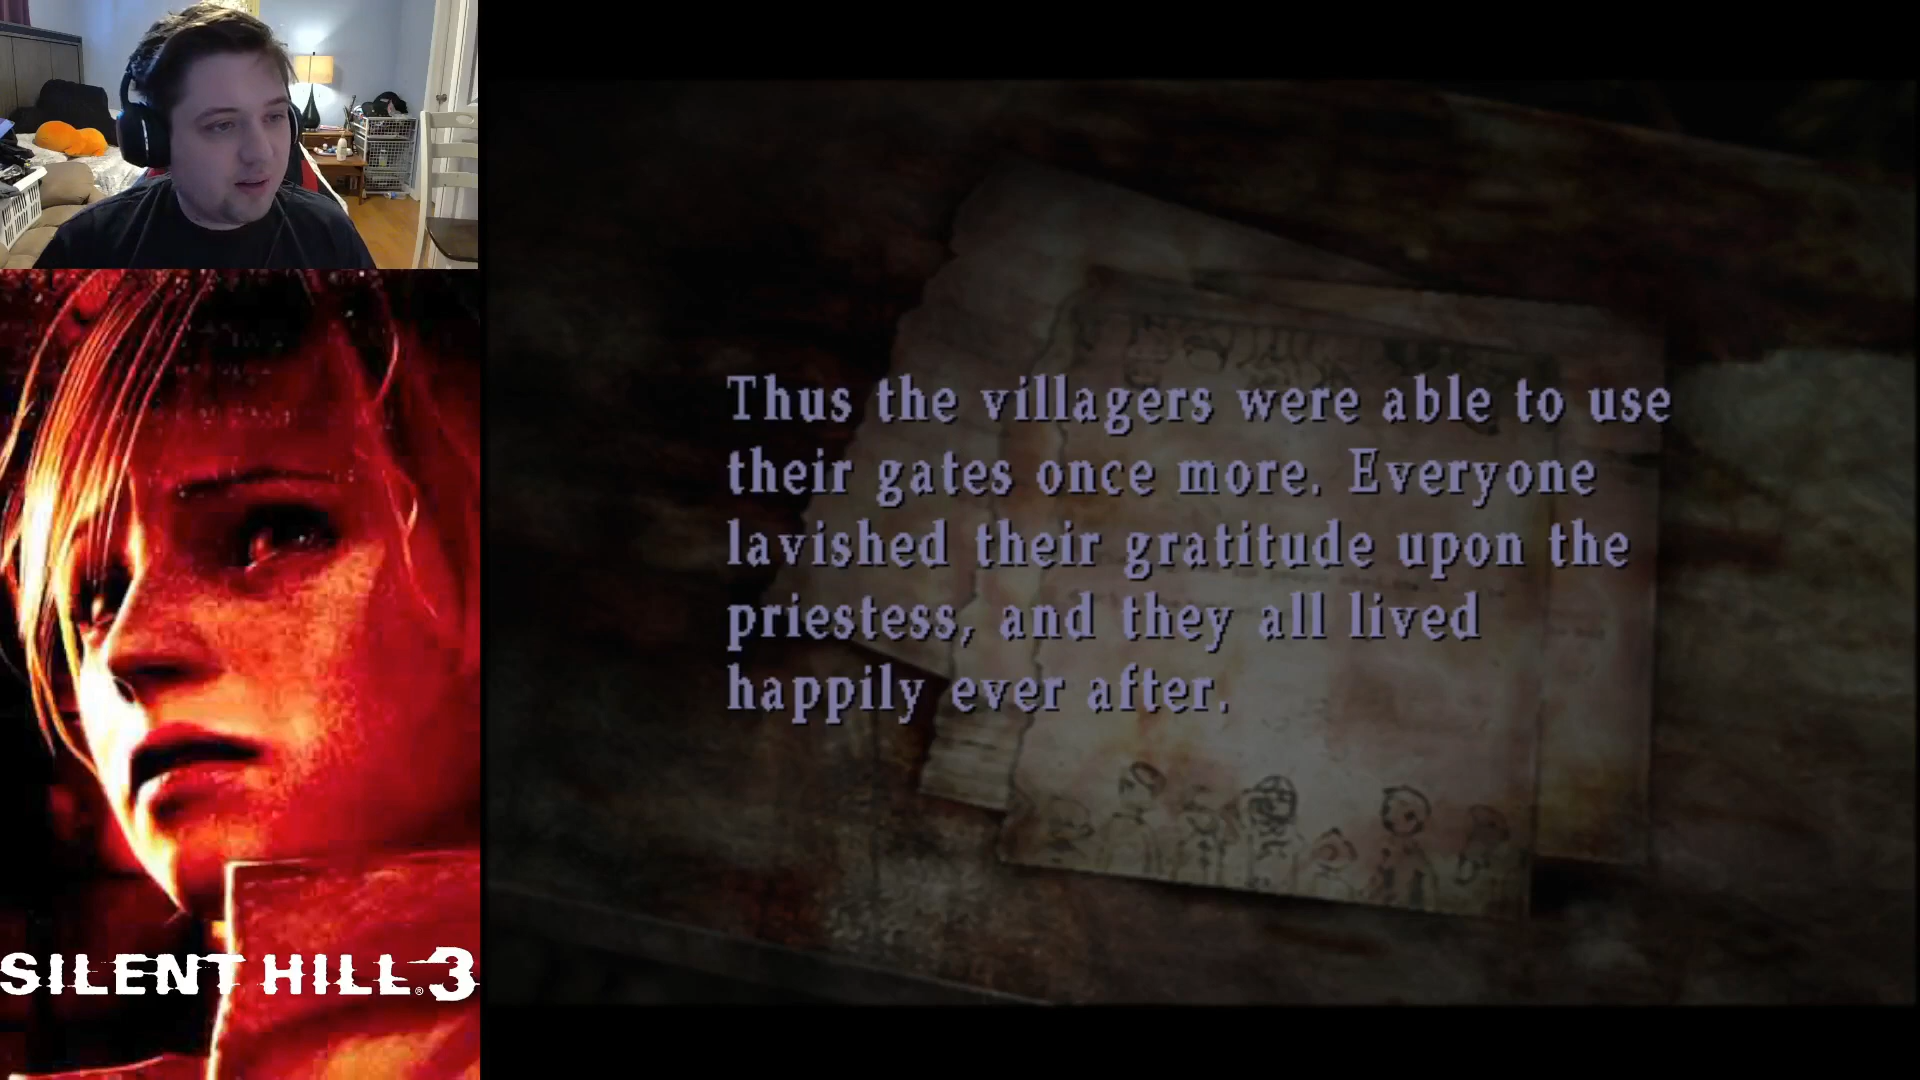 Thus the villagers were able to use
their gates once more. Everyone
lavished their gratitude upon the
priestess, and they all lived
happily ever after.
SILENT HILL 3